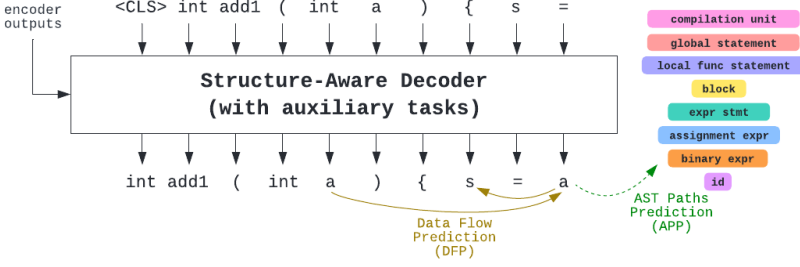 encoder
outputs
<CLS> int add1 ( int a ) { s =
Structure-Aware Decoder
(with auxiliary tasks)
int add1 ( int a ) { s = a
Data Flow
Prediction
(DFP)
AST Paths
Prediction
(APP)
compilation unit
global statement
local func statement
block
expr stmt
assignment expr
binary expr
id